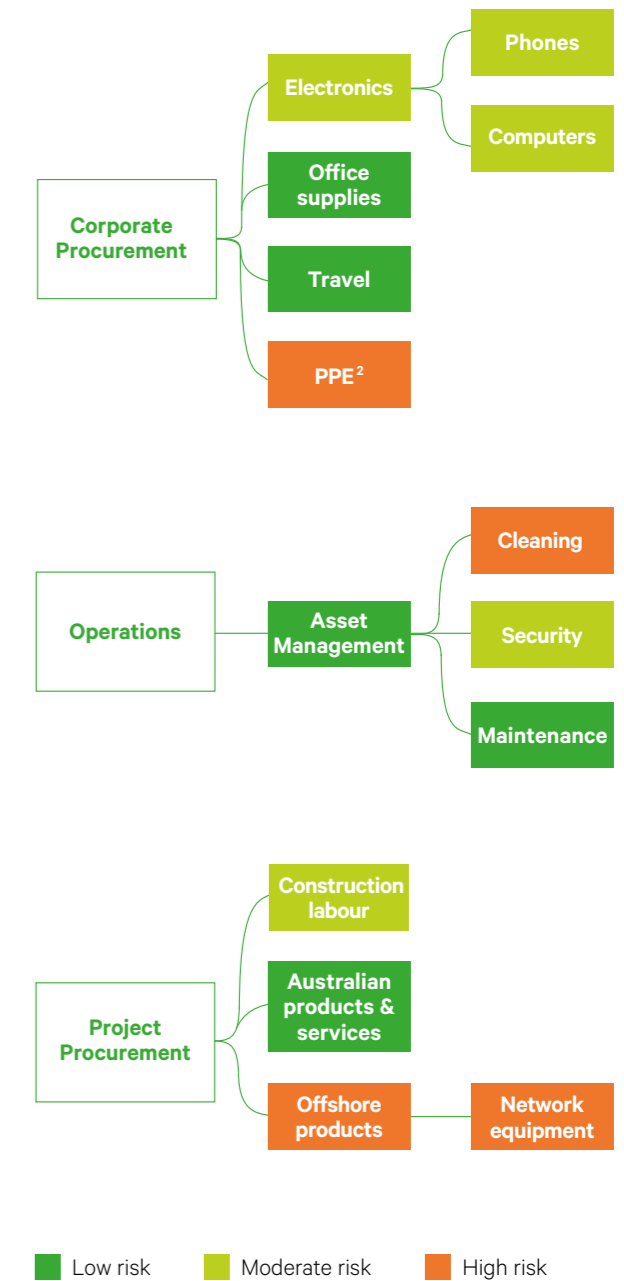 Phones
Electronics
Computers
Office
supplies
Corporate
Procurement
Travel
PPE²
Cleaning
Operations
Asset
Management
Security
Maintenance
Construction
labour
Australian
products &
services
Project
Procurement
Offshore
products
Network
equipment
Low risk
Moderate risk
High risk